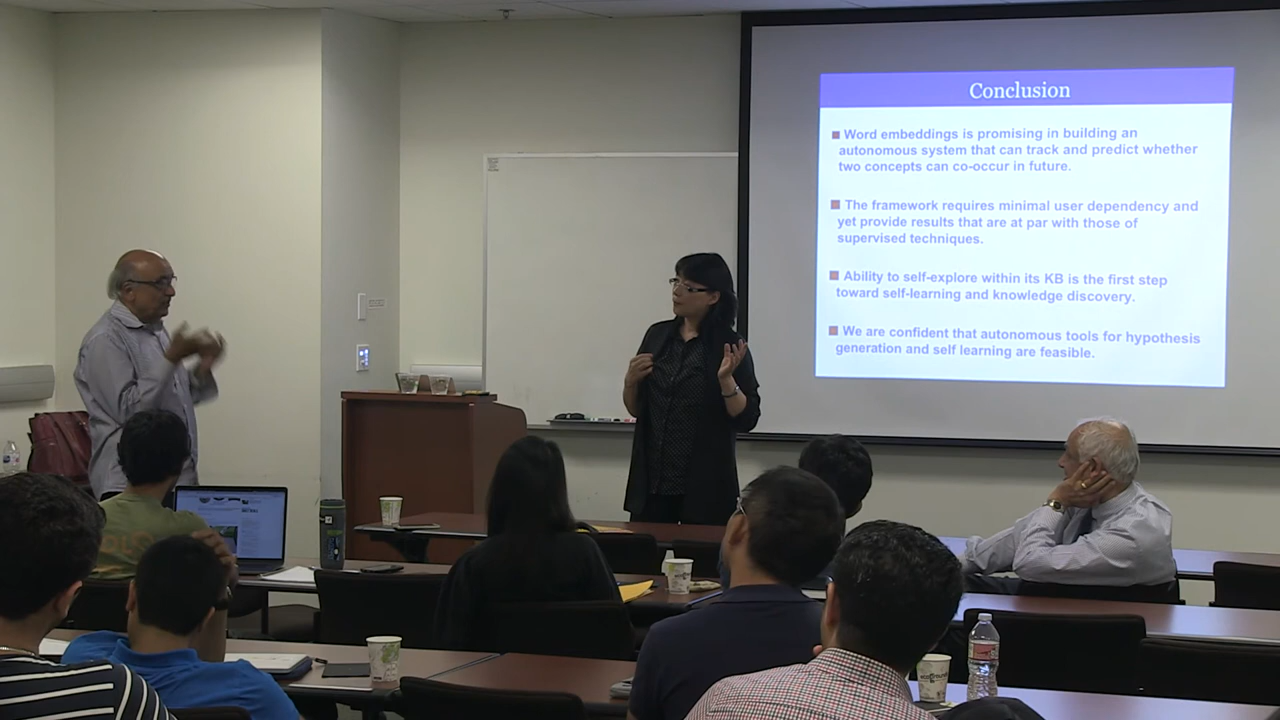 Conclusion
Word embeddings is promising in building an
autonomous system that can track and predict whether
two concepts can co-occur in future.
The framework requires minimal user dependency and
yet provide results that are at par with those of
supervised techniques.
Ability to self-explore within its KB is the first step
toward self-learning and knowledge discovery.
We are confident that autonomous tools for hypothesis
generation and self learning are feasible.